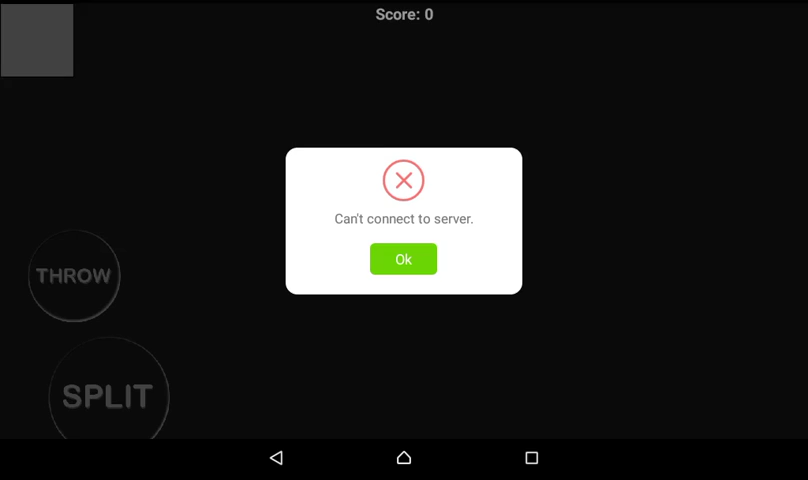 Score: 0
Can't connect to server.
Ok
THROW
SPLIT